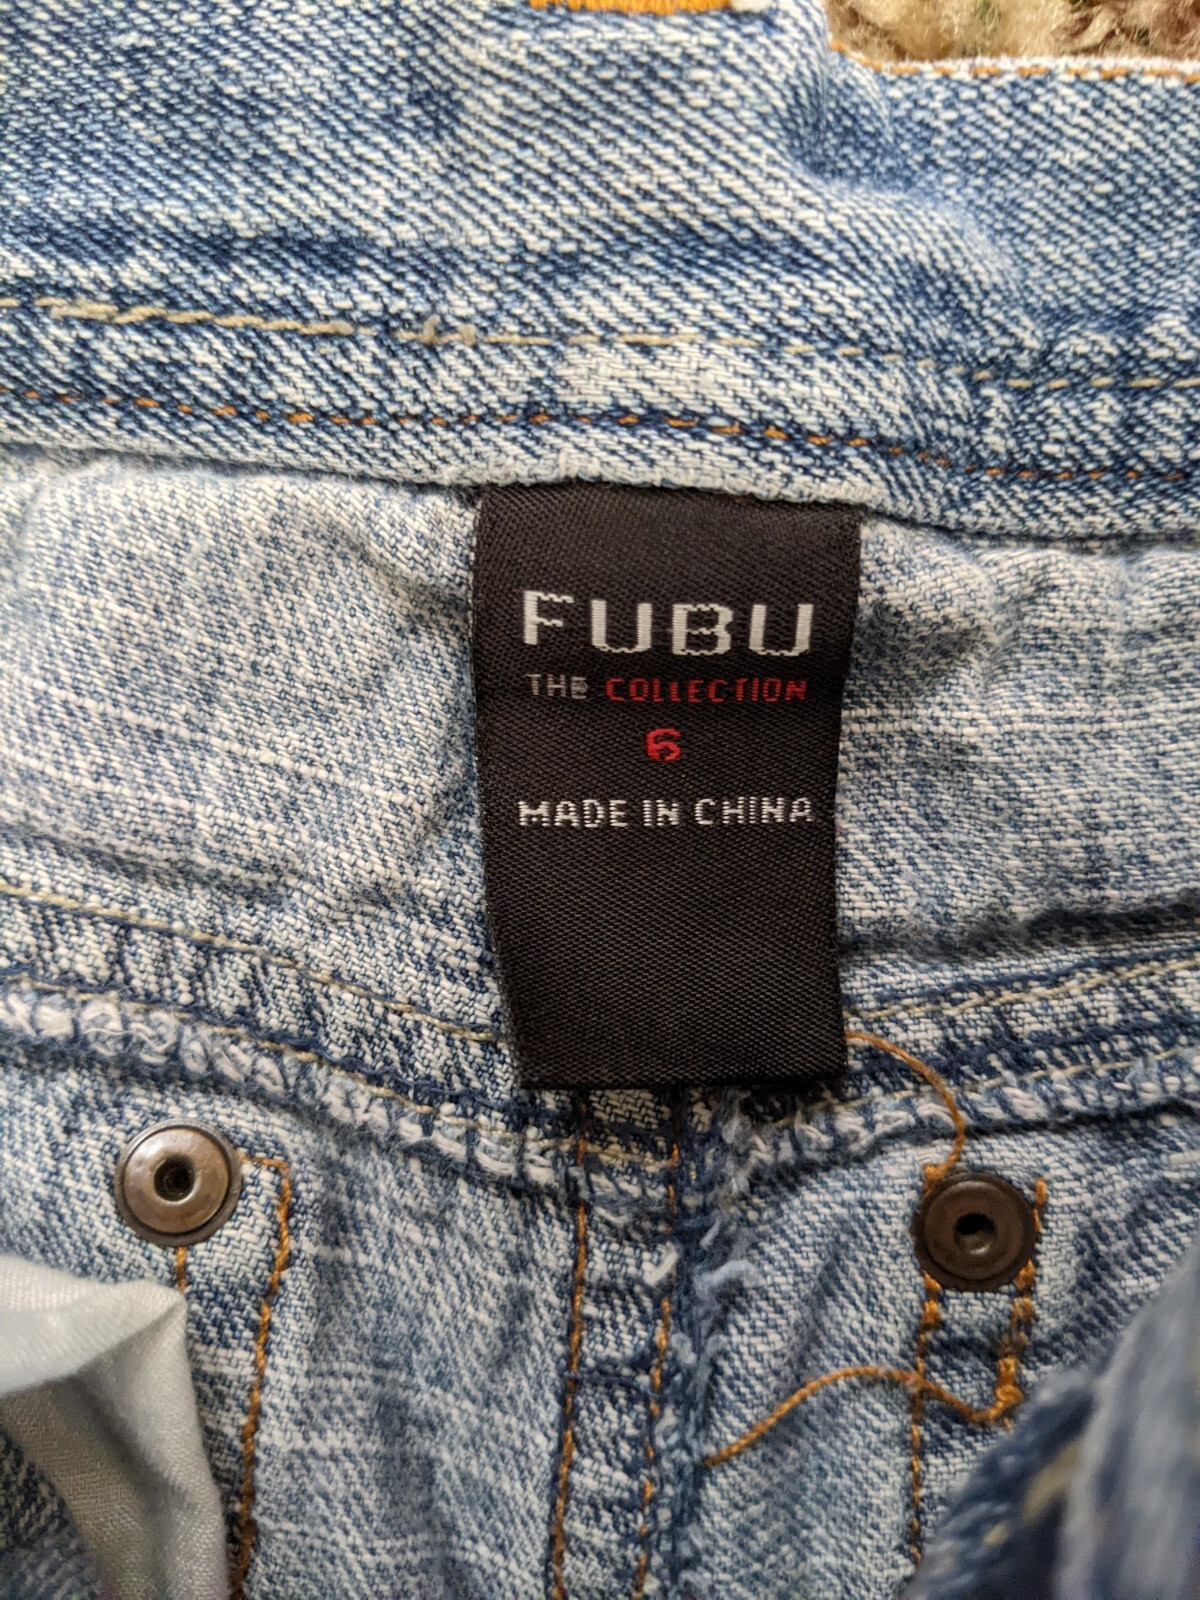 FUBU
THE COLLECTION
6
MADE IN CHINA